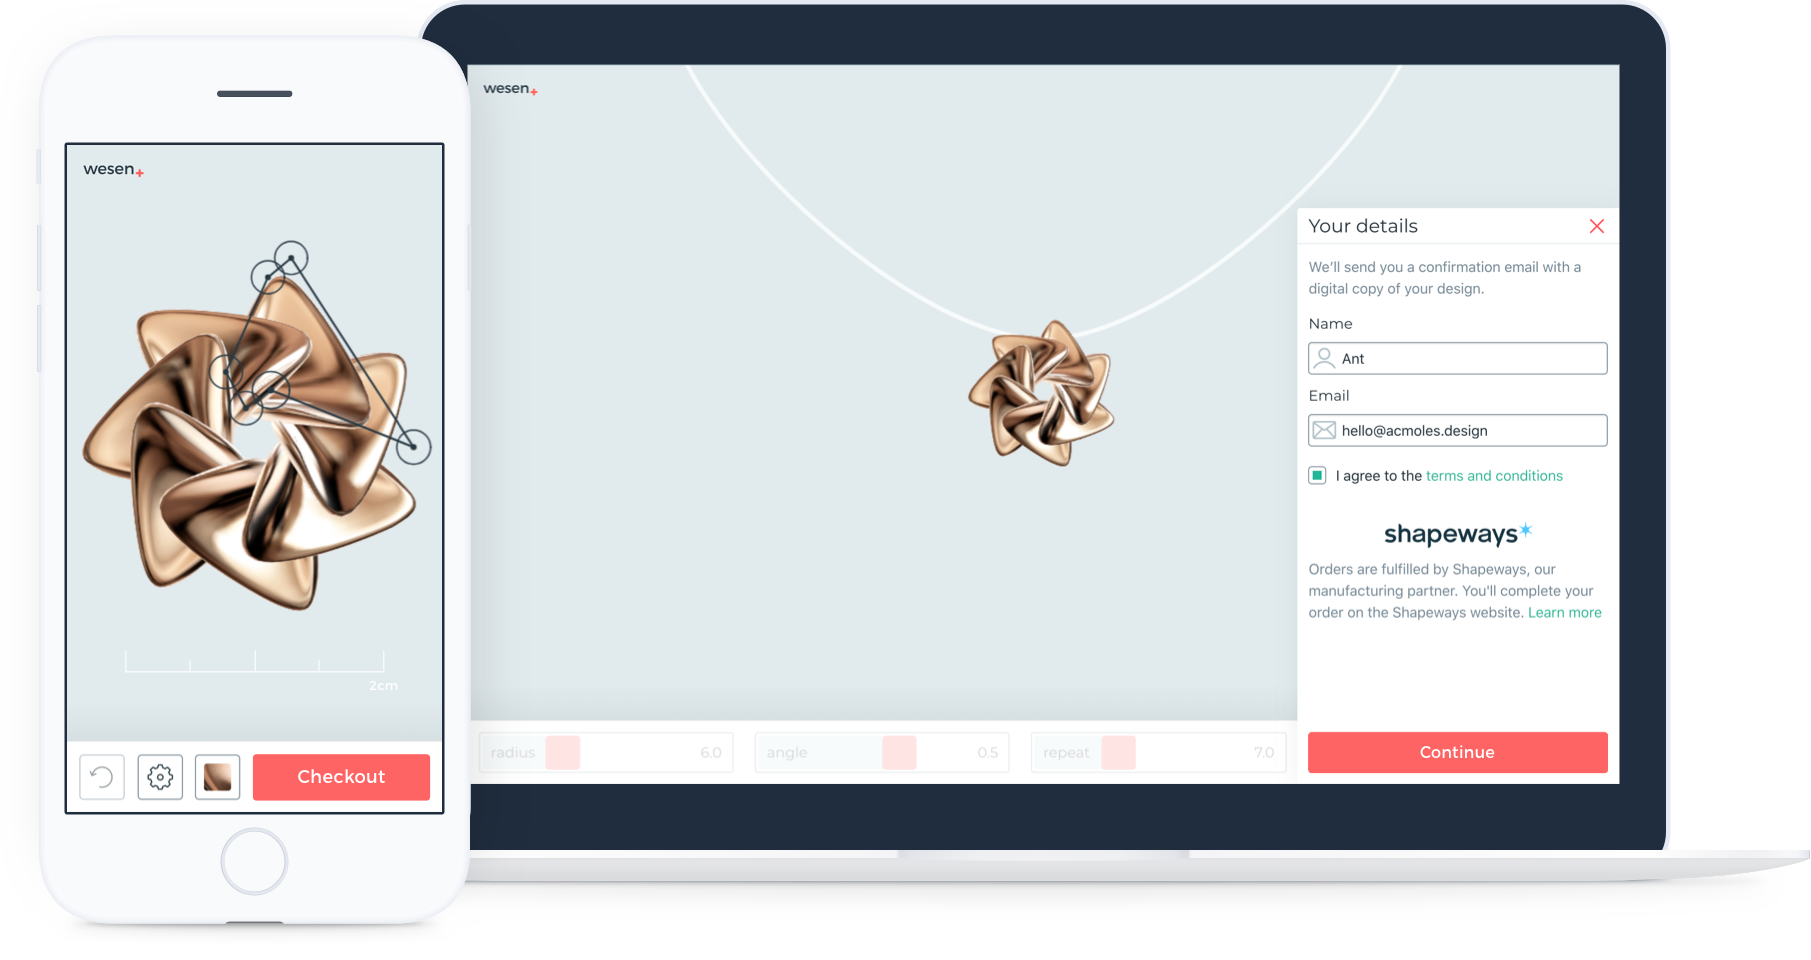 wesen+
2cm
Checkout
wesen+
Your details
We'll send you a confirmation email with a
digital copy of your design.
Name
Ant
Email
hello@acmoles.design
I agree to the terms and conditions
shapeways*
Orders are fulfilled by Shapeways, our
manufacturing partner. You'll complete your
order on the Shapeways website. Learn more
radius 6.0
angle 0.5
repeat 7.0
Continue